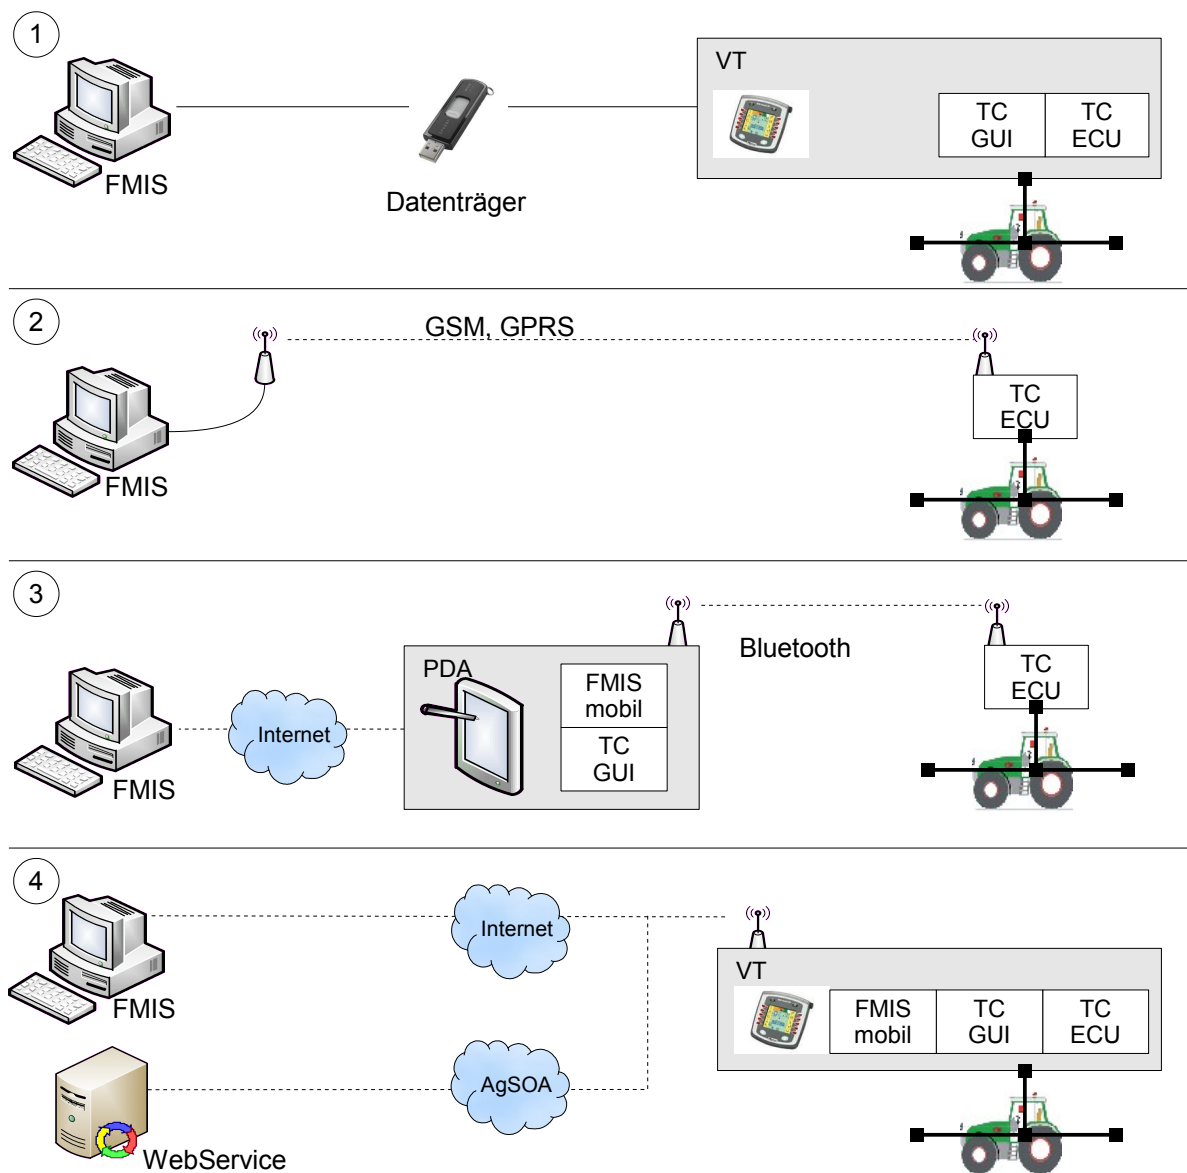 1
VT
TC
GUI
TC
ECU
FMIS
Datenträger
2
GSM, GPRS
TC
ECU
FMIS
3
Bluetooth
PDA
FMIS
mobil
TC
GUI
TC
ECU
Internet
FMIS
4
Internet
VT
FMIS
mobil
TC
GUI
TC
ECU
FMIS
AgSOA
WebService